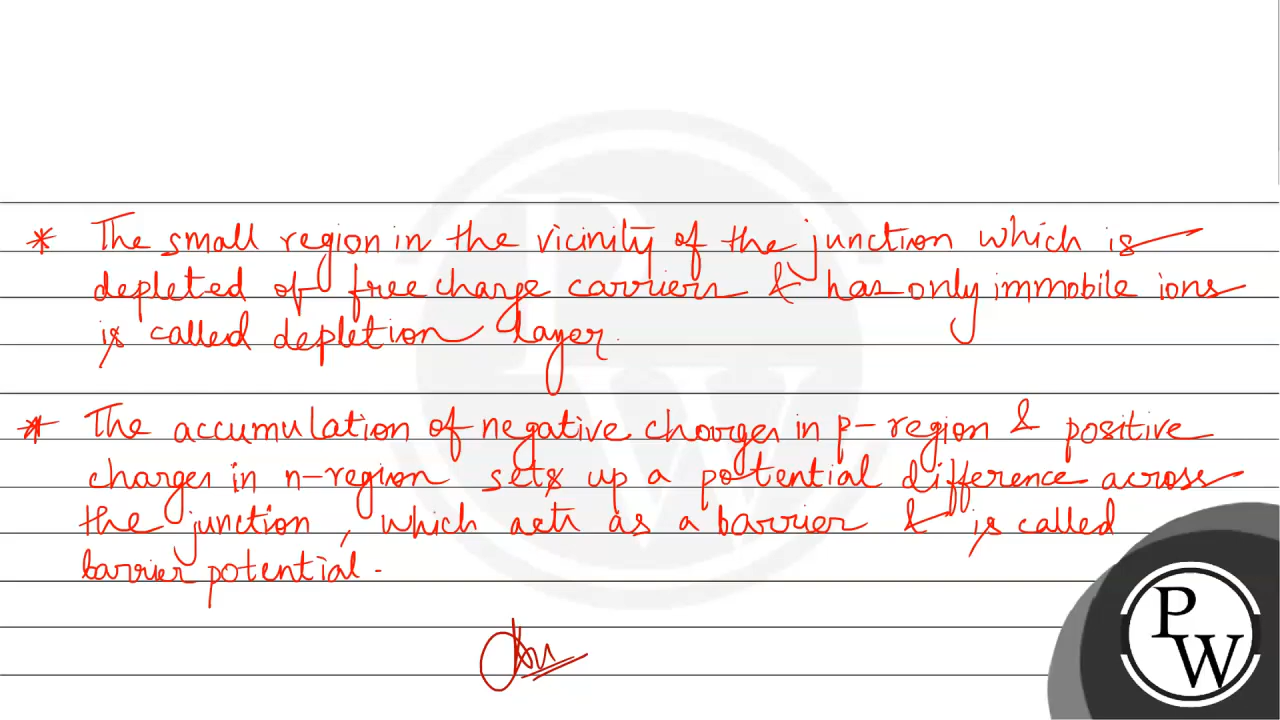 * The small region in the vicinity of the junction which is
depleted of free charge carriers & has only immobile ions
is called depletion layer.
* The accumulation of negative charges in p-region & positive
charges in n-region sets up a potential difference across
the junction, which acts as a barrier & is called
barrier potential.
PW